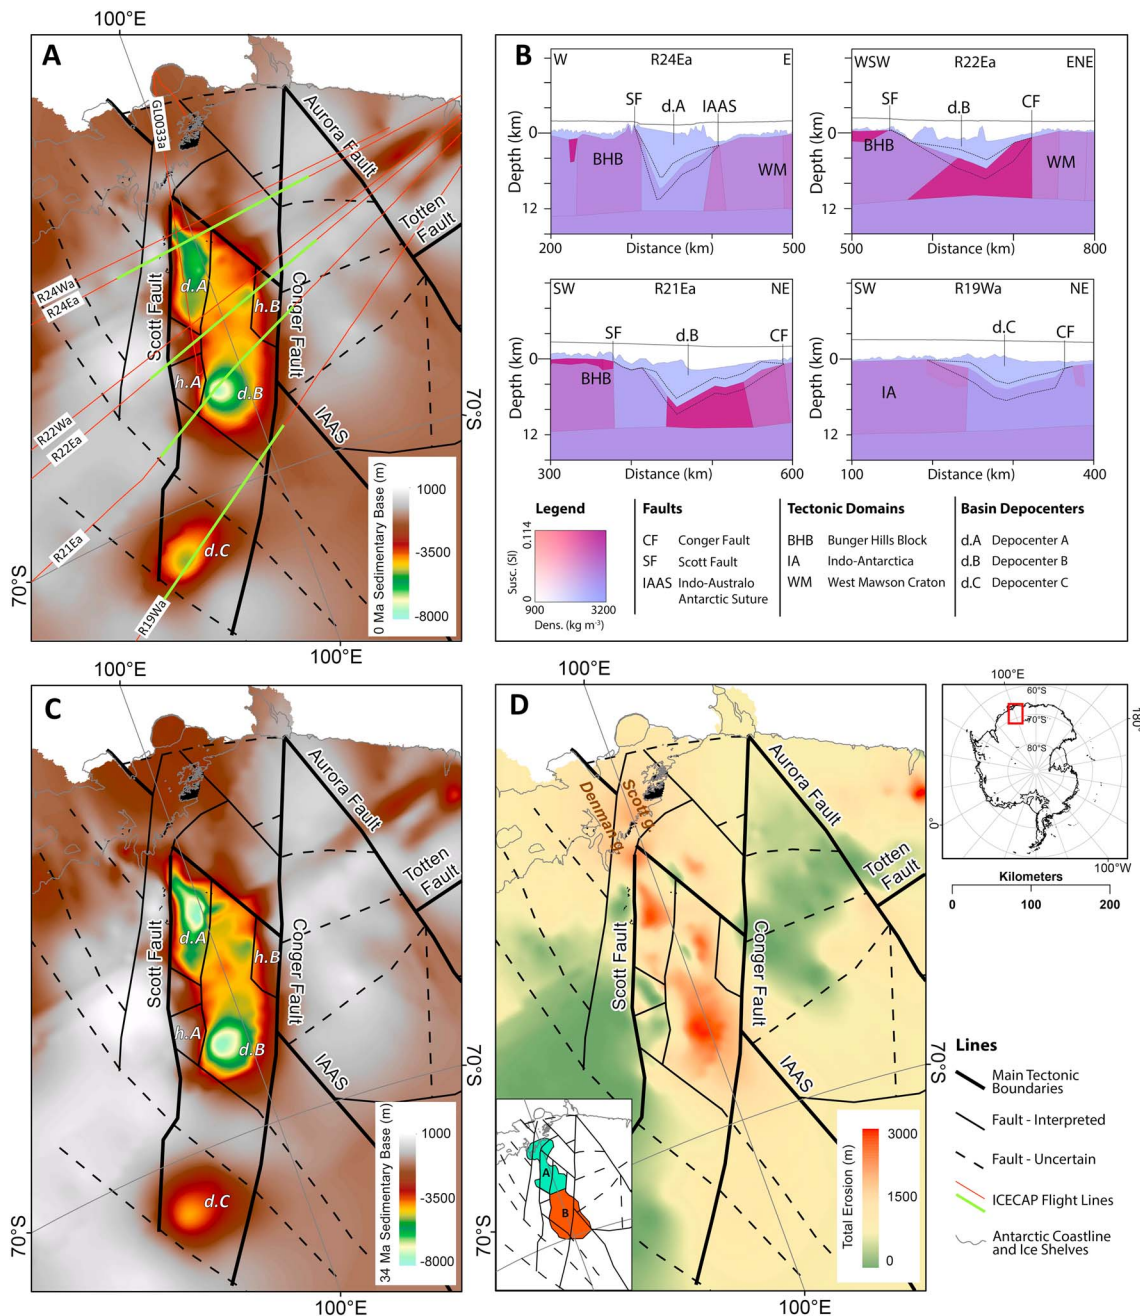 100°E
A
GL0033a
Aurora Fault
Totten
Fault
R24Wa
R24Ea
Scott Fault
d.A
h.B
Conger Fault
h.A
d.B
IAAS
70°S
R22Wa
R22Ea
R21Ea
R19Wa
d.C
70°S
100°E
0 Ma Sedimentary Base (m)
1000
-3500
-8000
B
W
R24Ea
E
SF
d.A
IAAS
BHB
WM
Depth (km)
0
12
200
Distance (km)
500
WSW
R22Ea
ENE
SF
d.B
CF
BHB
WM
Depth (km)
0
12
500
Distance (km)
800
SW
R21Ea
NE
SF
d.B
CF
BHB
Depth (km)
0
12
300
Distance (km)
600
SW
R19Wa
NE
d.C
CF
IA
Depth (km)
0
12
100
Distance (km)
400
Legend
Susc. (SI)
0.114
0
900
3200
Dens. (kg m-3)
Faults
CF Conger Fault
SF Scott Fault
IAAS Indo-Australo
Antarctic Suture
Tectonic Domains
BHB Bunger Hills Block
IA Indo-Antarctica
WM West Mawson Craton
Basin Depocenters
d.A Depocenter A
d.B Depocenter B
d.C Depocenter C
100°E
C
Aurora Fault
Totten
Fault
Scott Fault
d.A
h.B
Conger Fault
h.A
d.B
IAAS
70°S
d.C
70°S
100°E
34 Ma Sedimentary Base (m)
1000
-3500
-8000
100°E
D
Denman g.
Scott g.
Aurora Fault
Totten
Fault
Scott Fault
Conger Fault
IAAS
70°S
A
B
70°S
100°E
Total Erosion (m)
3000
1500
0
100°E
60°S
70°S
80°S
180°
0°
100°W
Kilometers
0
100
200
Lines
Main Tectonic
Boundaries
Fault - Interpreted
Fault - Uncertain
ICECAP Flight Lines
Antarctic Coastline
and Ice Shelves